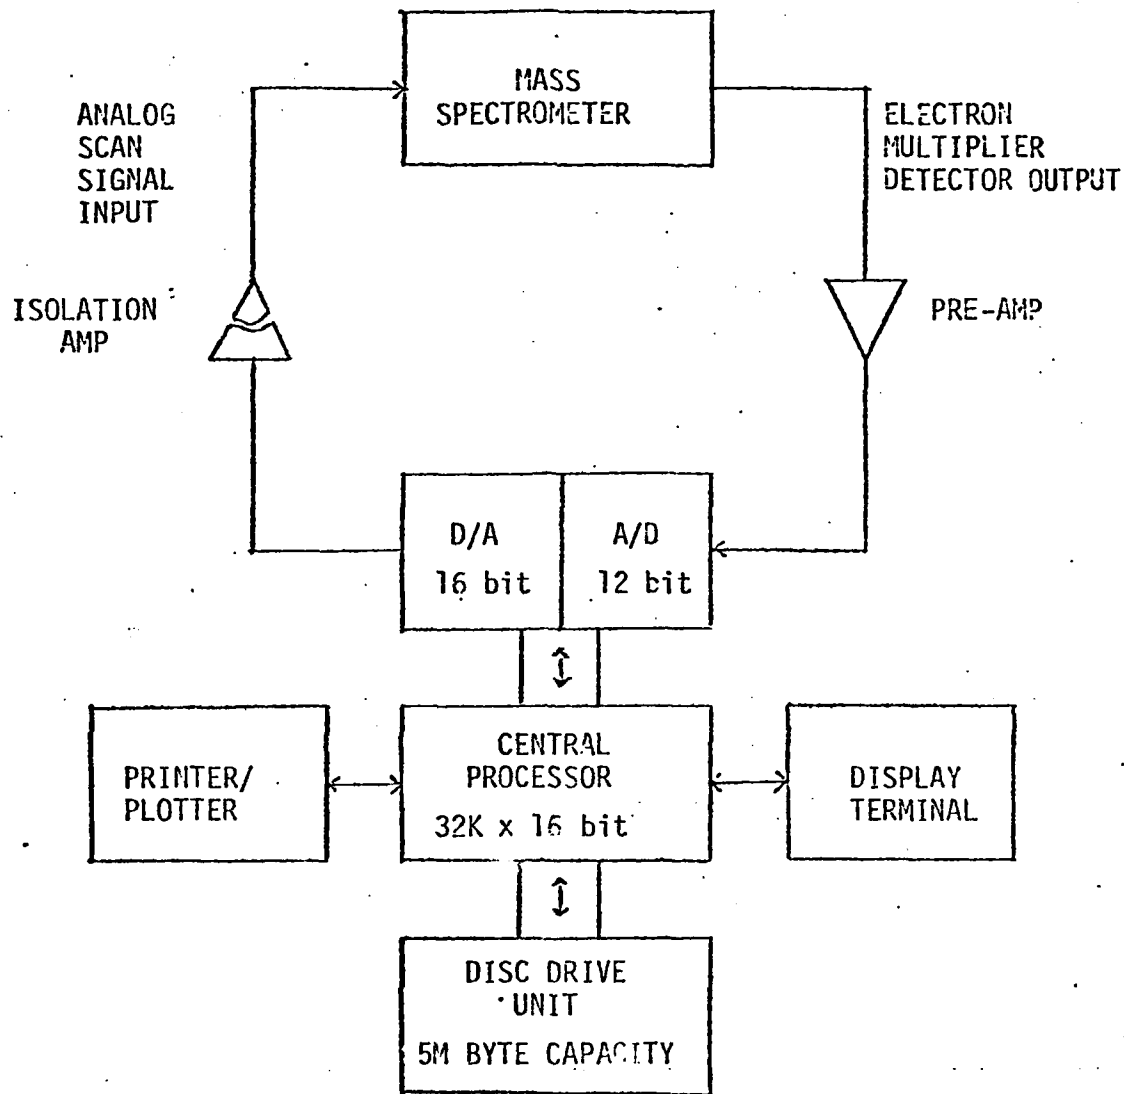 MASS
SPECTROMETER
ANALOG
SCAN
SIGNAL
INPUT
ELECTRON
MULTIPLIER
DETECTOR OUTPUT
ISOLATION
AMP
PRE-AMP
D/A
16 bit
A/D
12 bit
PRINTER/
PLOTTER
CENTRAL
PROCESSOR
32K x 16 bit
DISPLAY
TERMINAL
DISC DRIVE
UNIT
5M BYTE CAPACITY